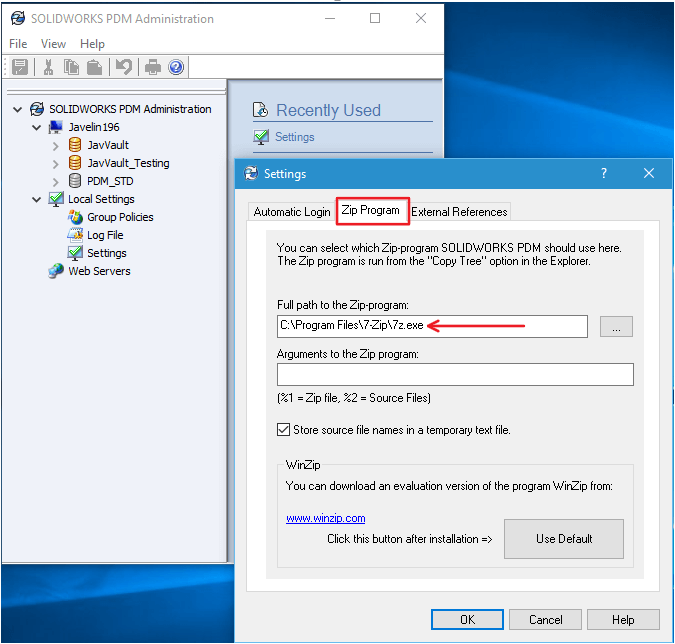 SOLIDWORKS PDM Administration
File View Help
SOLIDWORKS PDM Administration
Javelin196
JavVault
JavVault_Testing
PDM_STD
Local Settings
Group Policies
Log File
Settings
Web Servers
Recently Used
Settings
Settings
?
Automatic Login Zip Program External References
You can select which Zip-program SOLIDWORKS PDM should use here.
The Zip program is run from the "Copy Tree" option in the Explorer.
Full path to the Zip-program:
C:\Program Files\7-Zip\7z.exe
...
Arguments to the Zip program:
(%1 = Zip file, %2 = Source Files)
Store source file names in a temporary text file.
WinZip
You can download an evaluation version of the program WinZip from:
www.winzip.com
Click this button after installation => Use Default
OK Cancel Help